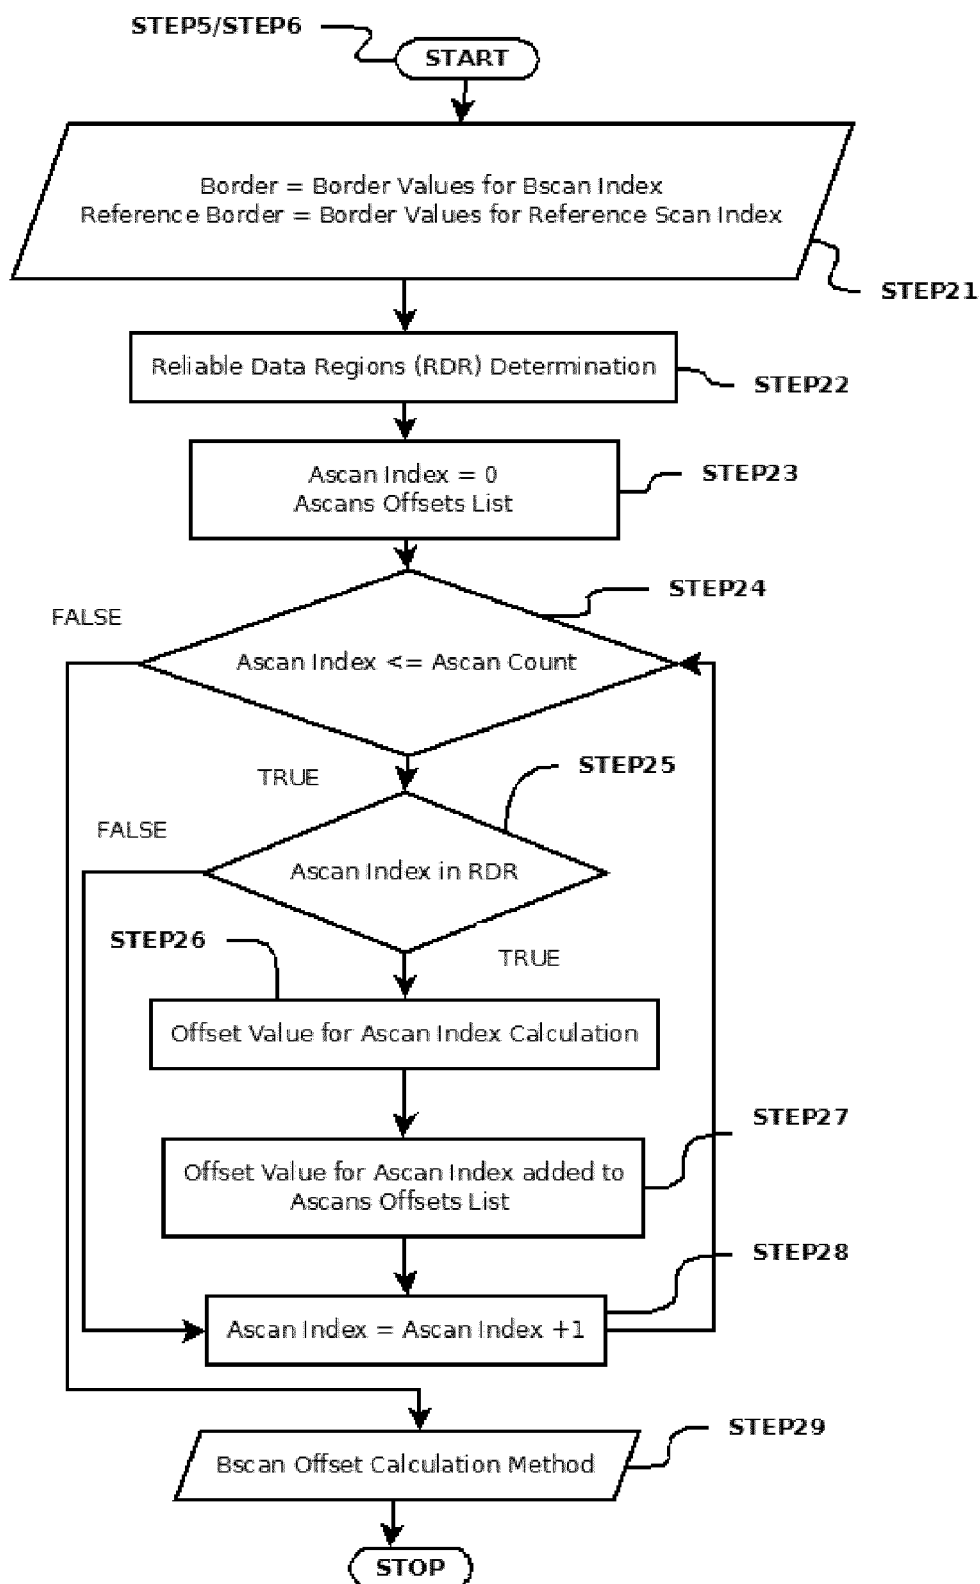 STEP5/STEP6
START
Border = Border Values for Bscan Index
Reference Border = Border Values for Reference Scan Index
STEP21
Reliable Data Regions (RDR) Determination
STEP22
Ascan Index = 0
Ascans Offsets List
STEP23
STEP24
FALSE
Ascan Index <= Ascan Count
TRUE
STEP25
FALSE
Ascan Index in RDR
STEP26
TRUE
Offset Value for Ascan Index Calculation
STEP27
Offset Value for Ascan Index added to
Ascans Offsets List
STEP28
Ascan Index = Ascan Index +1
STEP29
Bscan Offset Calculation Method
STOP